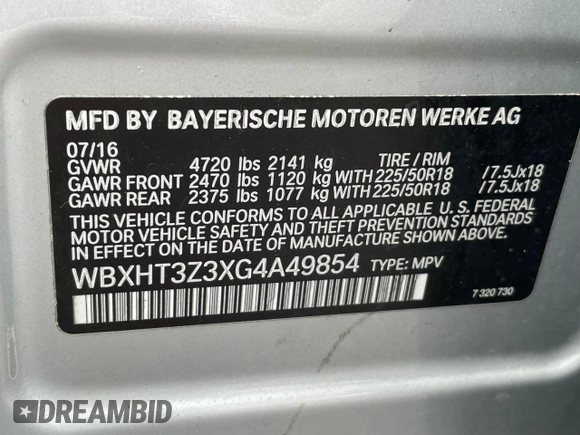 MFD BY BAYERISCHE MOTOREN WERKE AG
07/16
GVWR 4720 lbs 2141 kg TIRE / RIM
GAWR FRONT 2470 lbs 1120 kg WITH 225/50R18 /7.5Jx18
GAWR REAR 2375 lbs 1077 kg WITH 225/50R18 /7.5Jx18
THIS VEHICLE CONFORMS TO ALL APPLICABLE U.S. FEDERAL
MOTOR VEHICLE SAFETY AND THEFT PREVENTION STANDARDS
IN EFFECT ON THE DATE OF MANUFACTURE SHOWN ABOVE.
WBXHT3Z3XG4A49854 TYPE: MPV
7 320 730
DREAMBID